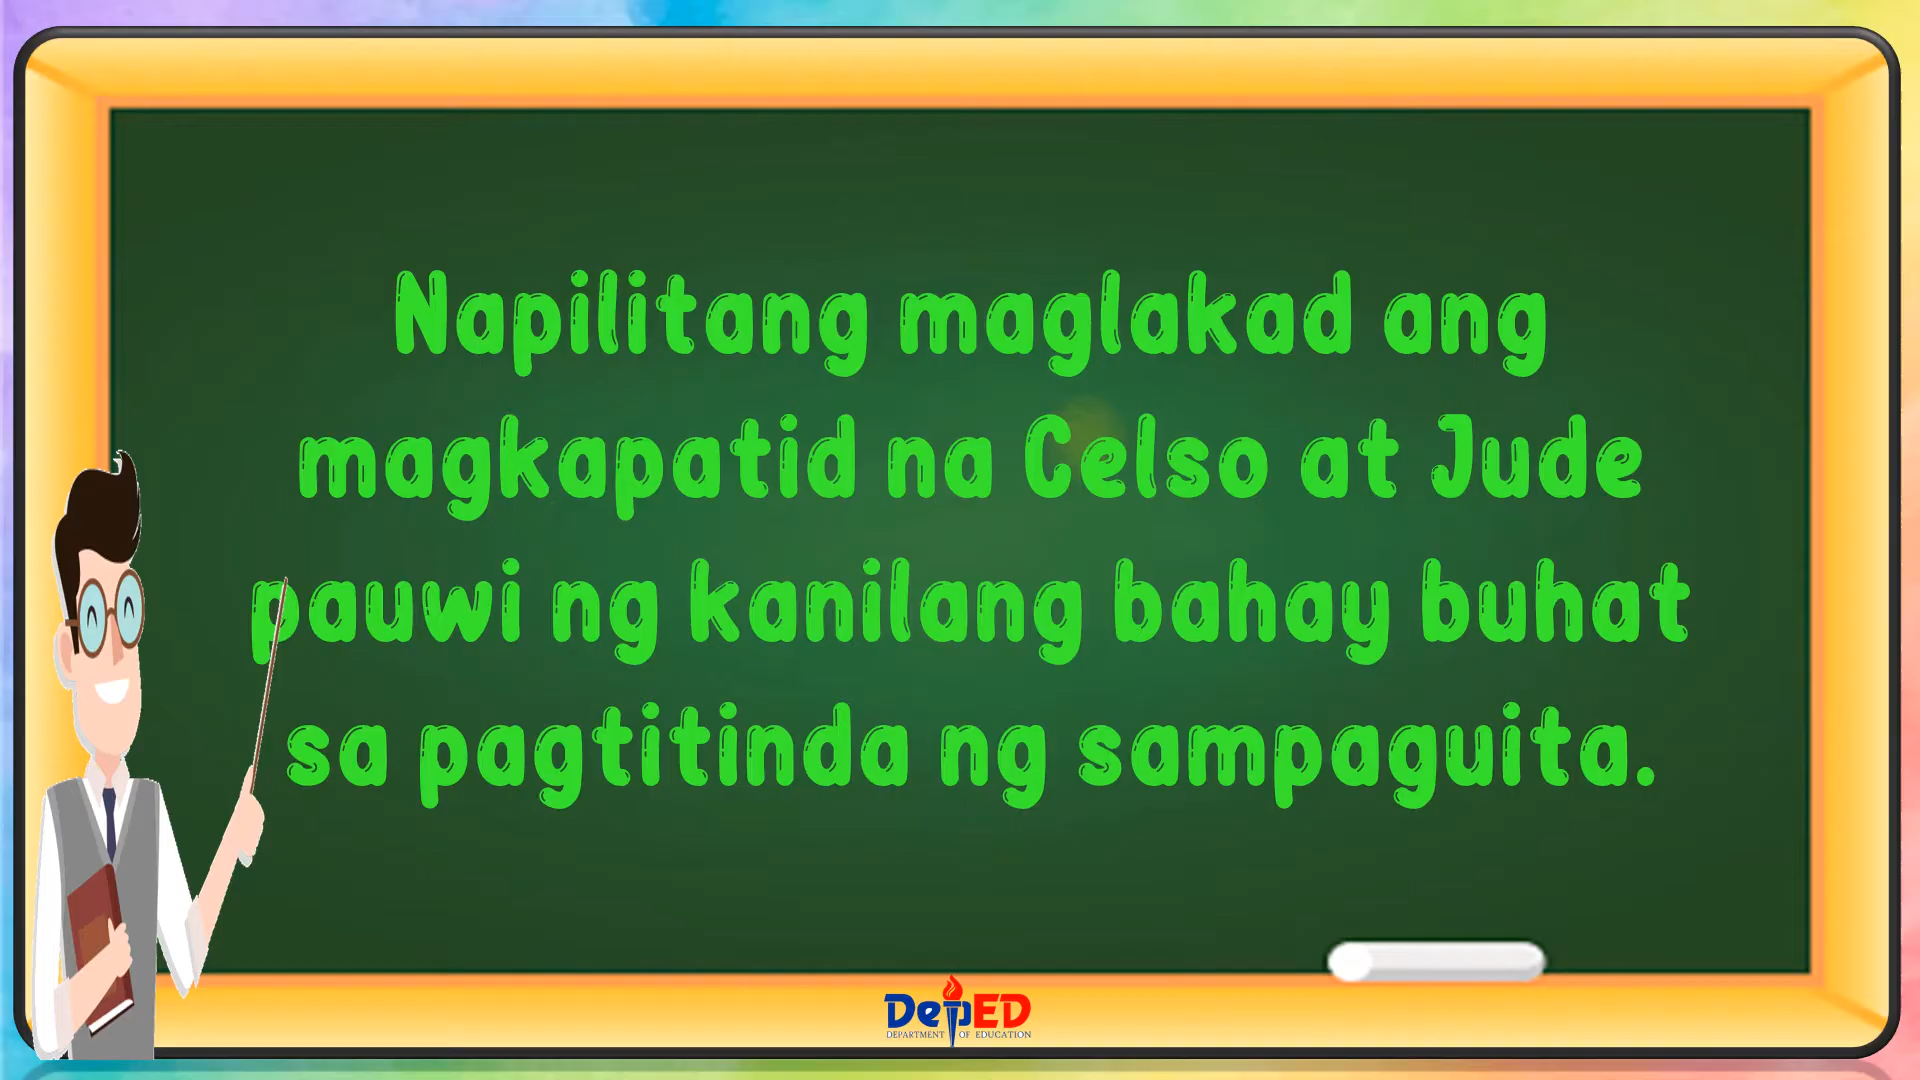 Napilitang maglakad ang
magkapatid na Celso at Jude
pauwi ng kanilang bahay buhat
sa pagtitinda ng sampaguita.
DepED
DEPARTMENT OF EDUCATION